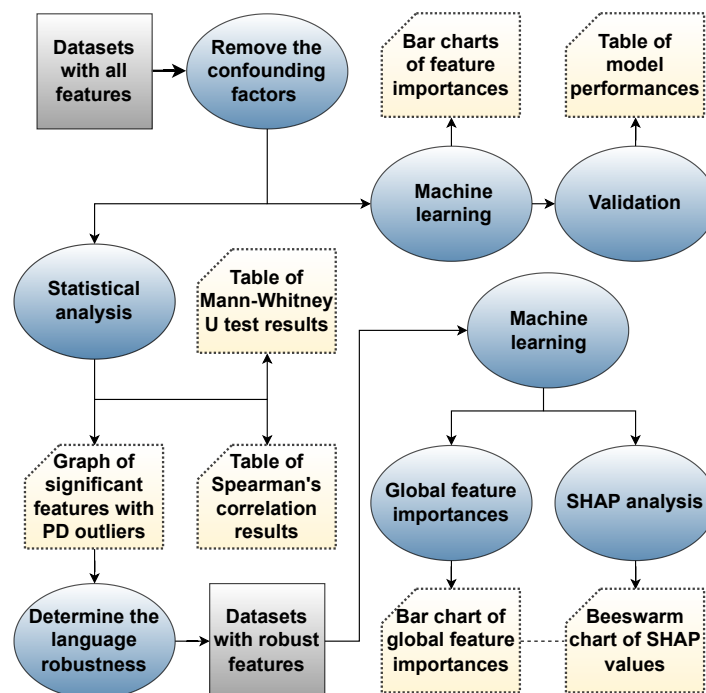 Datasets
with all
features
Remove the
confounding
factors
Bar charts
of feature
importances
Table of
model
performances
Machine
learning
Validation
Statistical
analysis
Table of
Mann-Whitney
U test results
Machine
learning
Graph of
significant
features with
PD outliers
Table of
Spearman's
correlation
results
Global feature
importances
SHAP analysis
Determine the
language
robustness
Datasets
with robust
features
Bar chart of
global feature
importances
Beeswarm
chart of SHAP
values